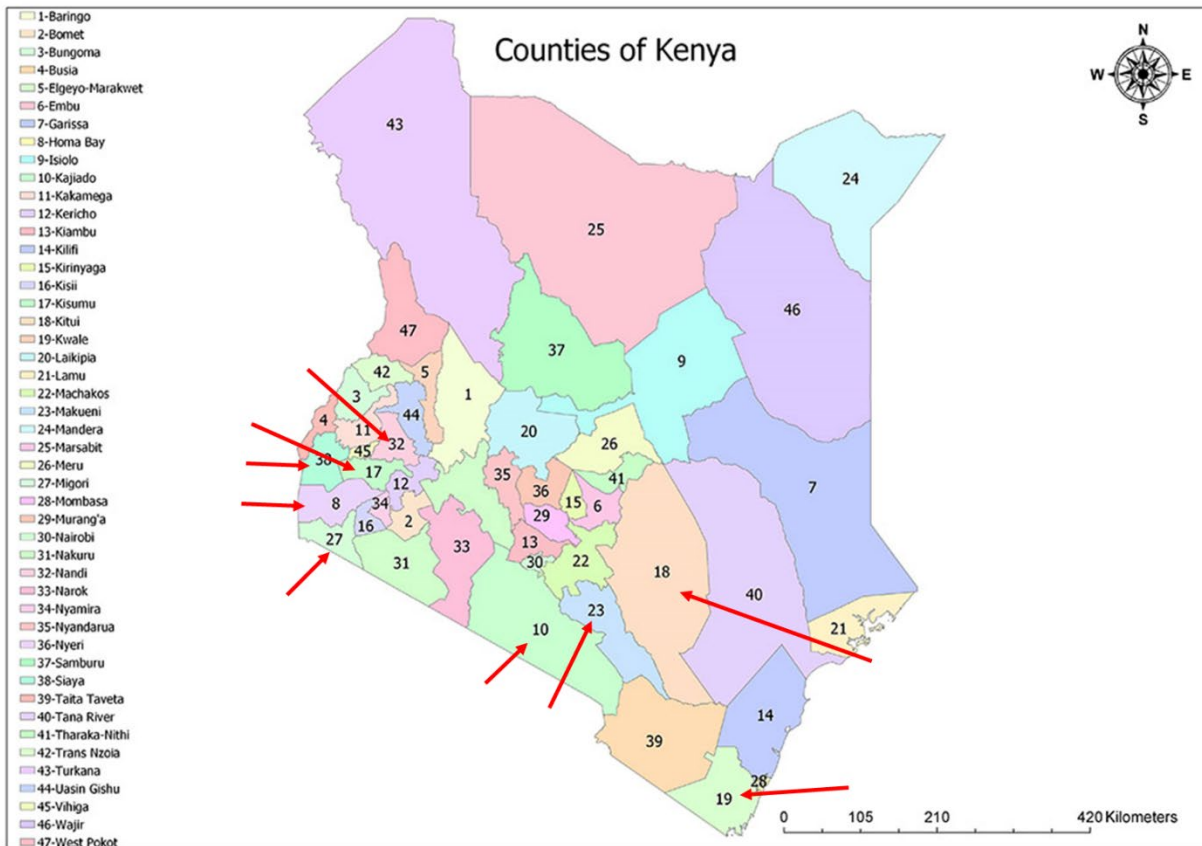 Counties of Kenya
N
W E
S
1-Baringo
2-Bomet
3-Bungoma
4-Busia
5-Elgeyo-Marakwet
6-Embu
7-Garissa
8-Homa Bay
9-Isiolo
10-Kajiado
11-Kakamega
12-Kericho
13-Kiambu
14-Kilifi
15-Kirinyaga
16-Kisii
17-Kisumu
18-Kitui
19-Kwale
20-Laikipia
21-Lamu
22-Machakos
23-Makueni
24-Mandera
25-Marsabit
26-Meru
27-Migori
28-Mombasa
29-Murang'a
30-Nairobi
31-Nakuru
32-Nandi
33-Narok
34-Nyamira
35-Nyandarua
36-Nyeri
37-Samburu
38-Siaya
39-Taita Taveta
40-Tana River
41-Tharaka-Nithi
42-Trans Nzoia
43-Turkana
44-Uasin Gishu
45-Vihiga
46-Wajir
47-West Pokot
43
24
25
46
47
37
9
42
5
1
3
44
4
11
32
20
26
45
38
17
35
41
7
12
36
15
6
8
34
29
16
2
27
33
13
30
22
31
18
40
23
21
10
14
39
28
19
0 105 210 420 Kilometers